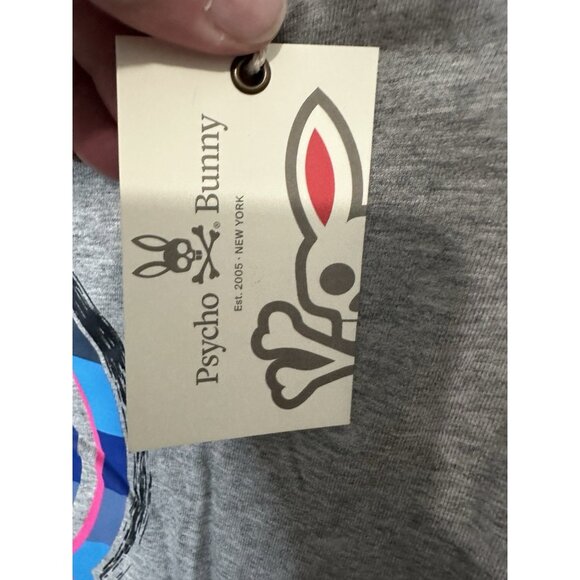 Psycho Bunny®
Est. 2005 · NEW YORK